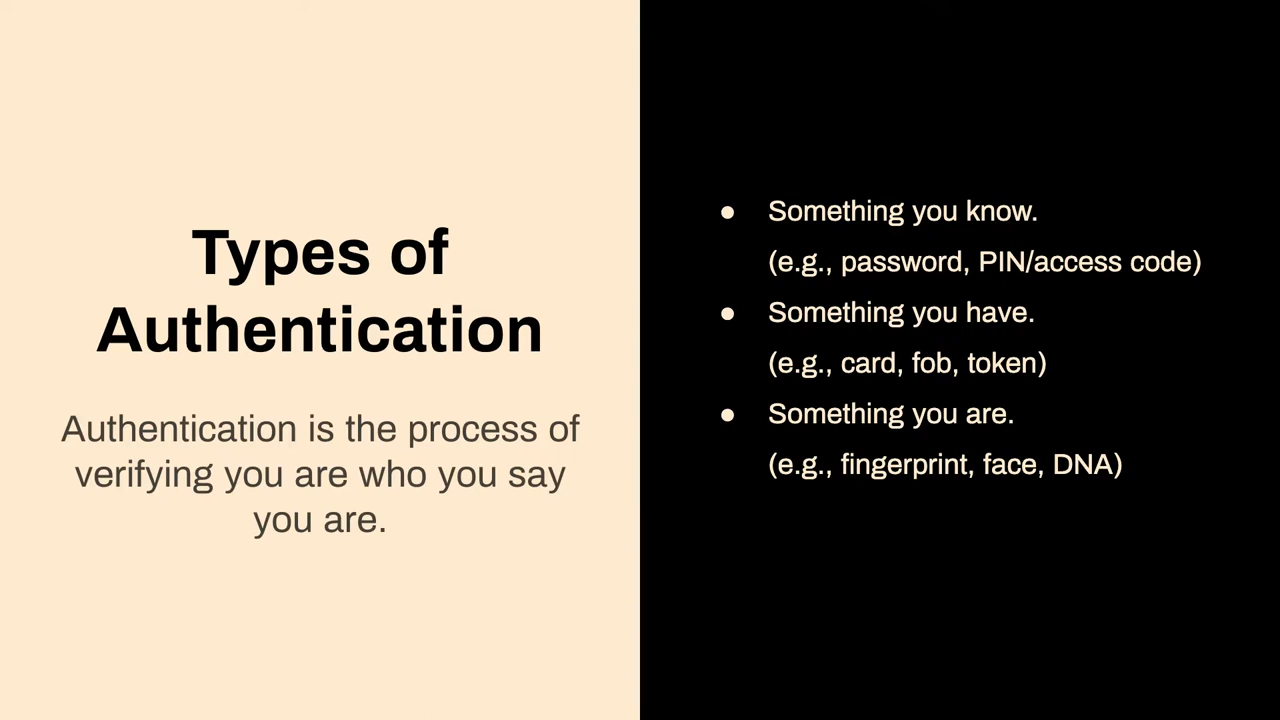 Types of
Authentication
Authentication is the process of
verifying you are who you say
you are.
● Something you know.
(e.g., password, PIN/access code)
● Something you have.
(e.g., card, fob, token)
● Something you are.
(e.g., fingerprint, face, DNA)